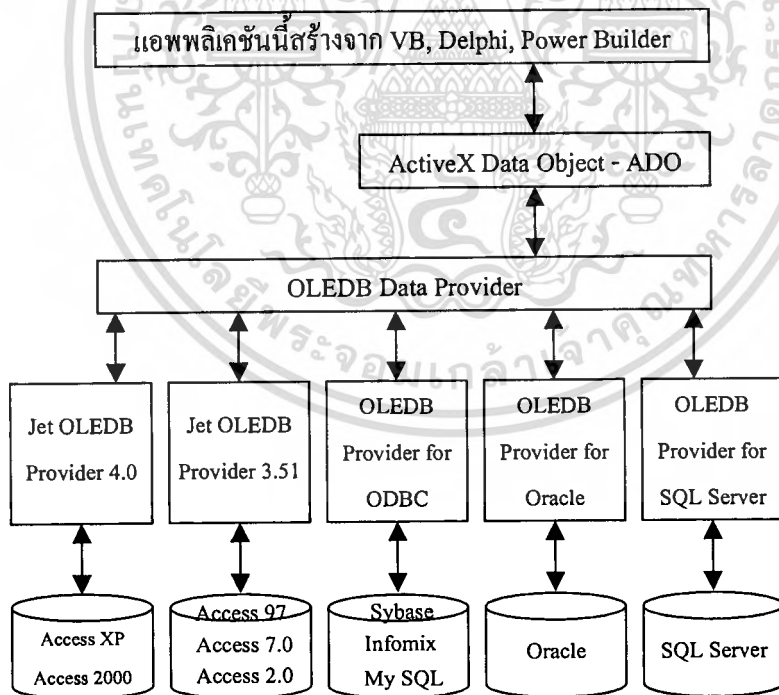 แอพพลิเคชันนี้สร้างจาก VB, Delphi, Power Builder
ActiveX Data Object - ADO
OLEDB Data Provider
Jet OLEDB
Provider 4.0
Jet OLEDB
Provider 3.51
OLEDB
Provider for
ODBC
OLEDB
Provider for
Oracle
OLEDB
Provider for
SQL Server
Access XP
Access 2000
Access 97
Access 7.0
Access 2.0
Sybase
Infomix
My SQL
Oracle
SQL Server